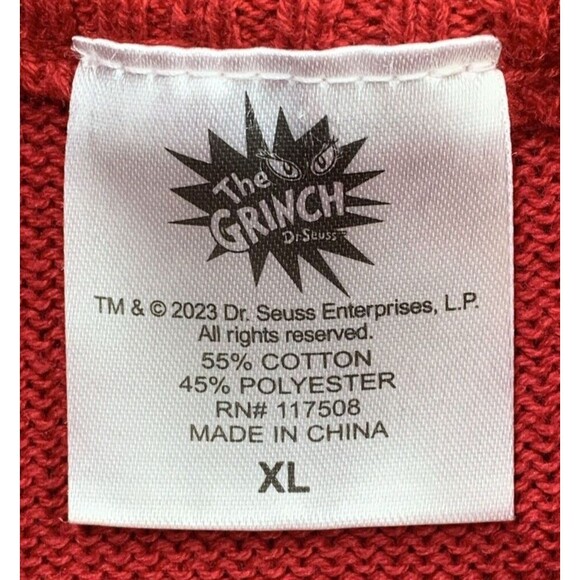 The
GRINCH
Dr. Seuss
TM & © 2023 Dr. Seuss Enterprises, L.P.
All rights reserved.
55% COTTON
45% POLYESTER
RN# 117508
MADE IN CHINA
XL